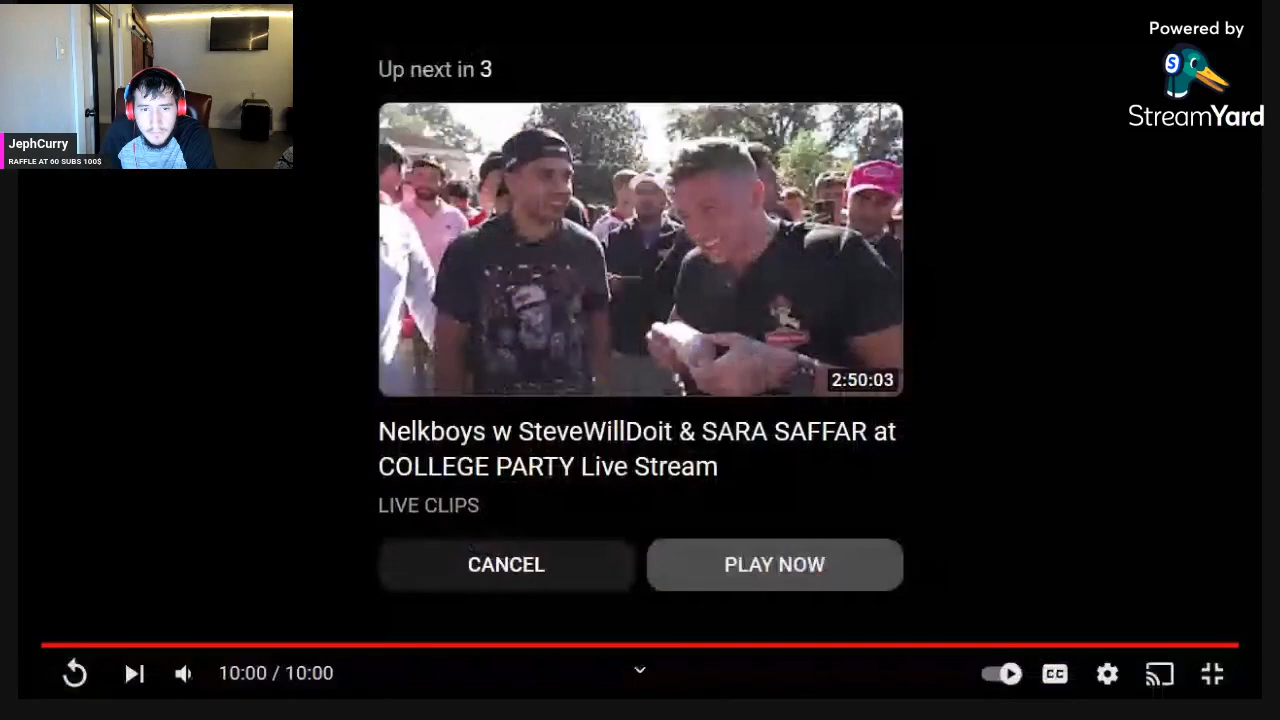 JephCurry
RAFFLE AT 60 SUBS 100$
Up next in 3
Powered by
S
StreamYard
2:50:03
Nelkboys w SteveWillDoit & SARA SAFFAR at
COLLEGE PARTY Live Stream
LIVE CLIPS
CANCEL
PLAY NOW
10:00 / 10:00
CC